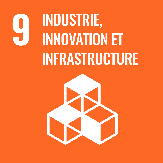 9 INDUSTRIE,
INNOVATION ET
INFRASTRUCTURE